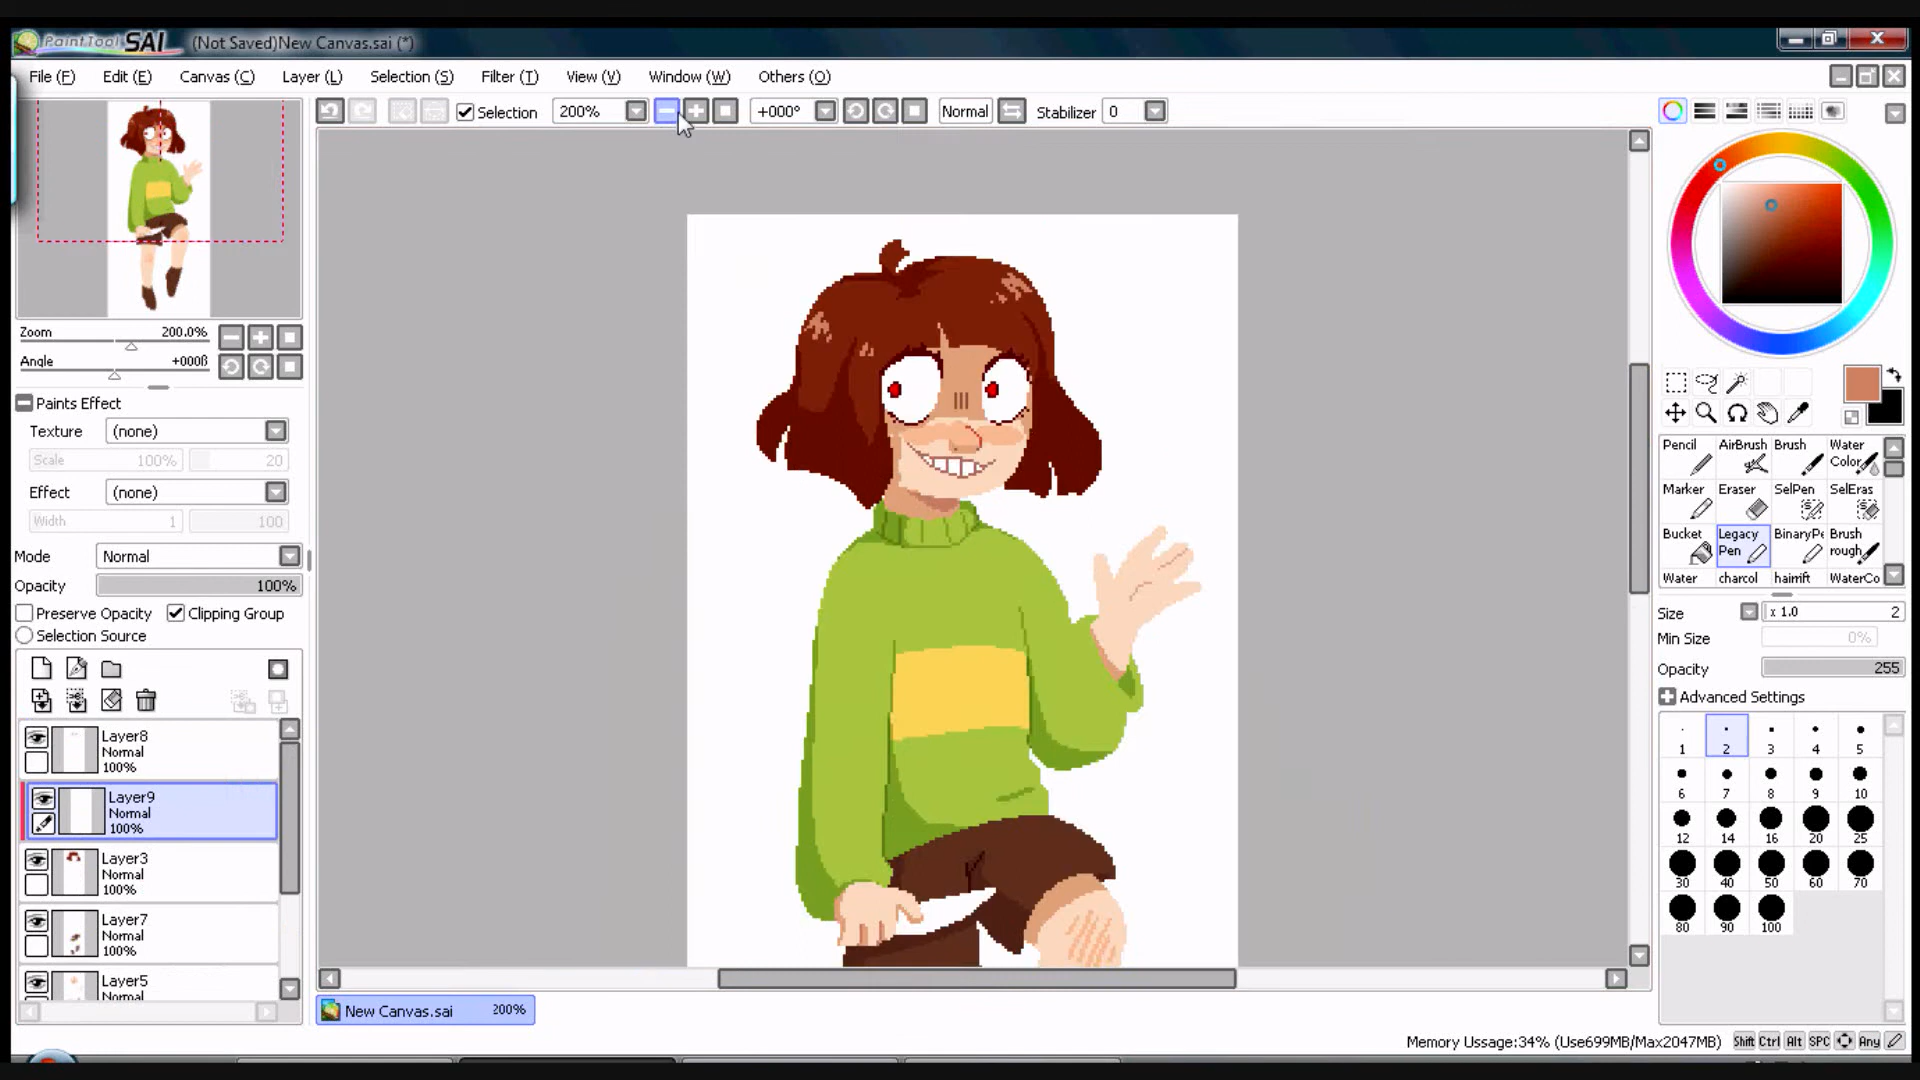 PaintTool SAI (Not Saved)New Canvas.sai (*)
File (F) Edit (E) Canvas (C) Layer (L) Selection (S) Filter (T) View (V) Window (W) Others (O)
Selection 200% +000° Normal Stabilizer 0
Zoom 200.0%
Angle +000ß
Paints Effect
Texture (none)
Scale 100% 20
Effect (none)
Width 1 100
Mode Normal
Opacity 100%
Preserve Opacity Clipping Group
Selection Source
Layer8
Normal
100%
Layer9
Normal
100%
Layer3
Normal
100%
Layer7
Normal
100%
Layer5
Normal
New Canvas.sai 200%
Pencil AirBrush Brush Water Color
Marker Eraser SelPen SelEras
Bucket Legacy Pen BinaryPe Brush rough
Water charcol hairrift WaterCo
Size x 1.0 2
Min Size 0%
Opacity 255
Advanced Settings
1 2 3 4 5
6 7 8 9 10
12 14 16 20 25
30 40 50 60 70
80 90 100
Memory Ussage:34% (Use699MB/Max2047MB) Shift Ctrl Alt SPC Any